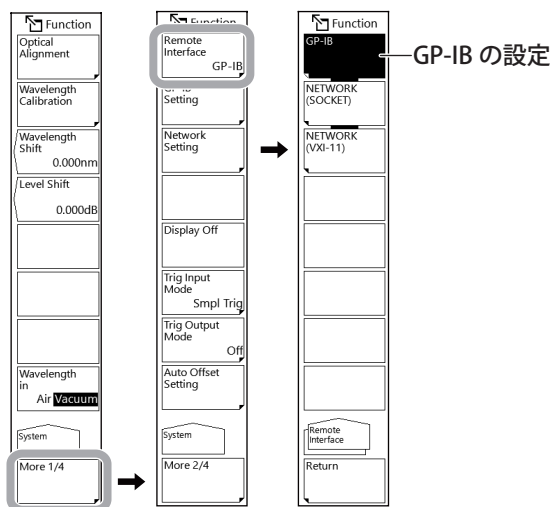 Function
Optical
Alignment
Wavelength
Calibration
Wavelength
Shift
0.000nm
Level Shift
0.000dB
Wavelength
in
Air Vacuum
System
More 1/4
Function
Remote
Interface
GP-IB
GP-IB
Setting
Network
Setting
Display Off
Trig Input
Mode
Smpl Trig
Trig Output
Mode
Off
Auto Offset
Setting
System
More 2/4
Function
GP-IB
NETWORK
(SOCKET)
NETWORK
(VXI-11)
Remote
Interface
Return
GP-IB の設定